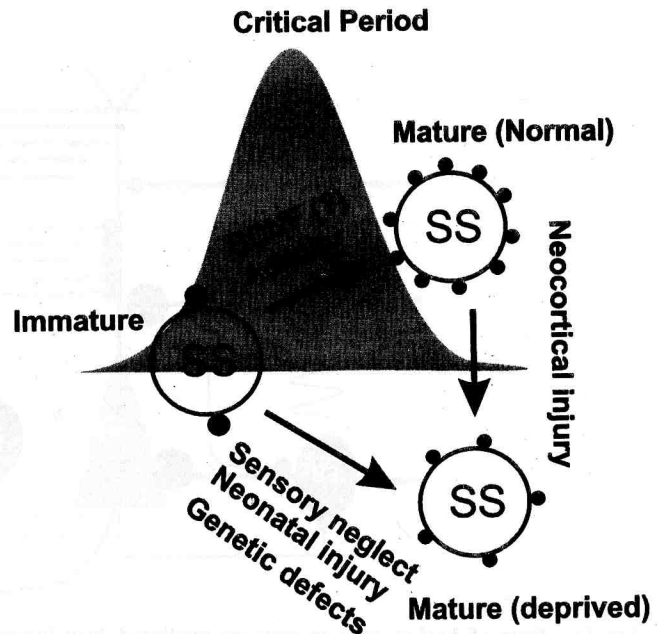 Critical Period
Mature (Normal)
SS
Neocortical injury
Immature
SS
Sensory neglect
Neonatal injury
Genetic defects
SS
Mature (deprived)